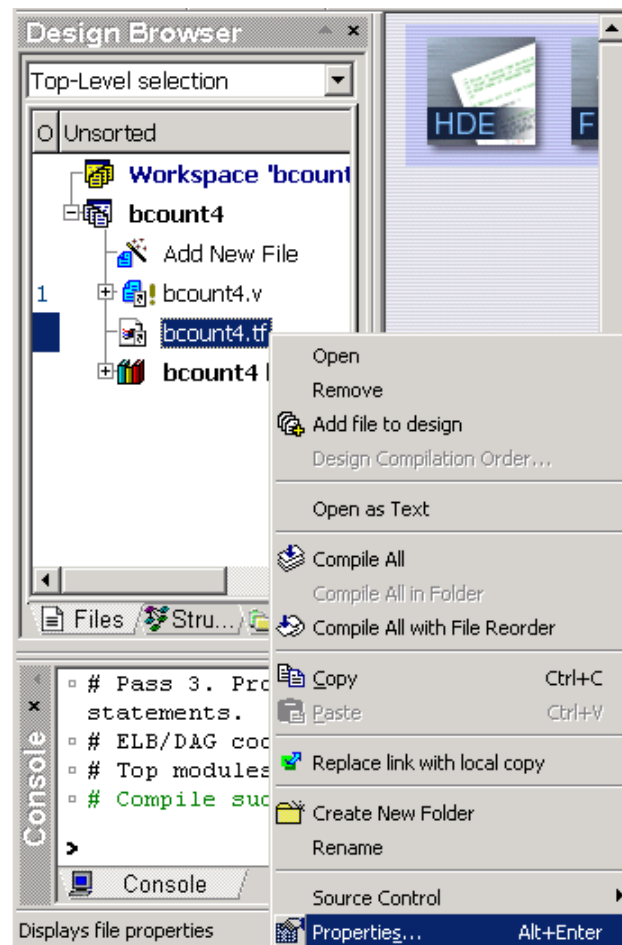 Design Browser
Top-Level selection
O Unsorted
HDE F
Workspace 'bcount
bcount4
Add New File
1 bcount4.v
bcount4.tf
bcount4
Open
Remove
Add file to design
Design Compilation Order...
Open as Text
Compile All
Compile All in Folder
Compile All with File Reorder
Copy Ctrl+C
Paste Ctrl+V
Replace link with local copy
Create New Folder
Rename
Source Control
Properties... Alt+Enter
Files Stru...
Console
# Pass 3. Pro
statements.
# ELB/DAG cod
# Top modules
# Compile suc
>
Console
Displays file properties